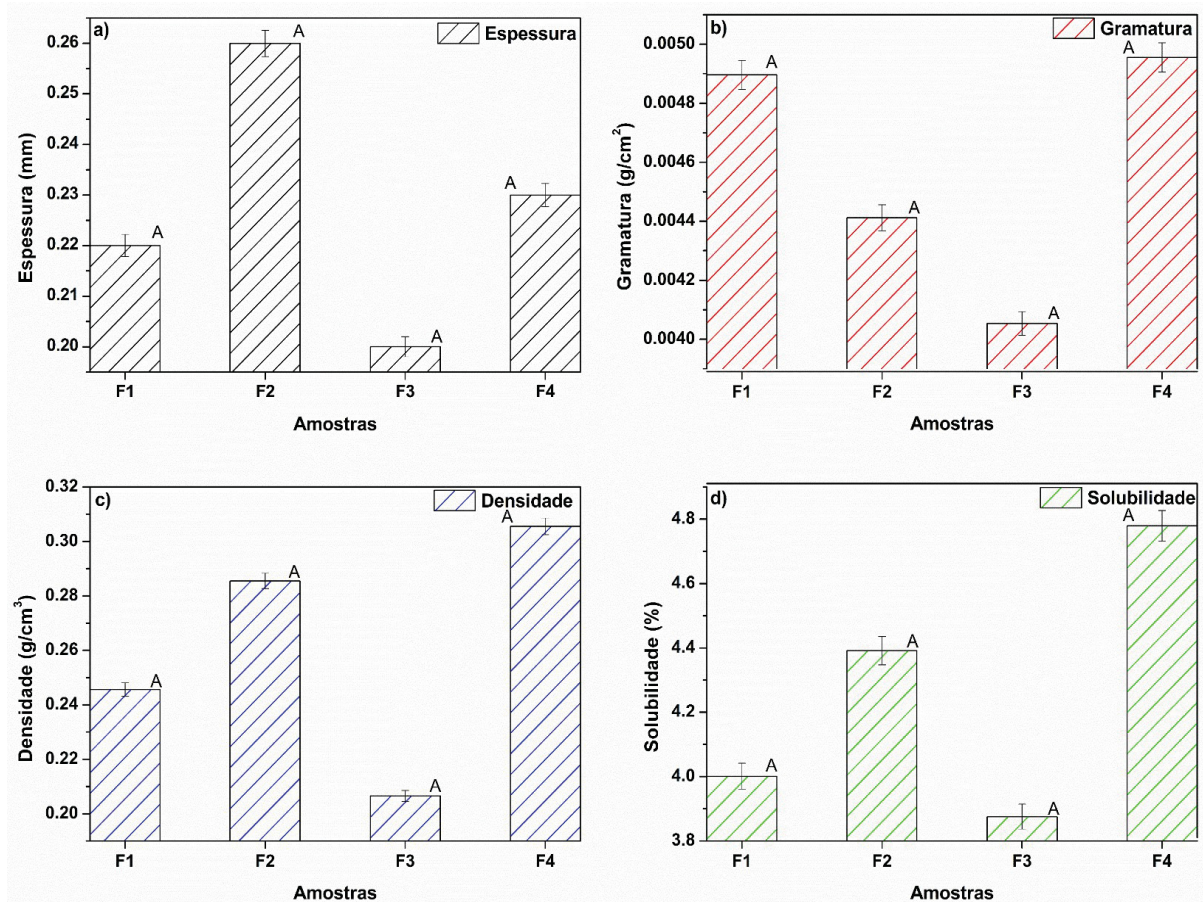 a)
Espessura
A
A
A
A
0.26
0.25
0.24
0.23
0.22
0.21
0.20
Espessura (mm)
F1 F2 F3 F4
Amostras
b)
Gramatura
A
A
A
A
0.0050
0.0048
0.0046
0.0044
0.0042
0.0040
Gramatura (g/cm²)
F1 F2 F3 F4
Amostras
c)
Densidade
A
A
A
A
0.32
0.30
0.28
0.26
0.24
0.22
0.20
Densidade (g/cm³)
F1 F2 F3 F4
Amostras
d)
Solubilidade
A
A
A
A
4.8
4.6
4.4
4.2
4.0
3.8
Solubilidade (%)
F1 F2 F3 F4
Amostras